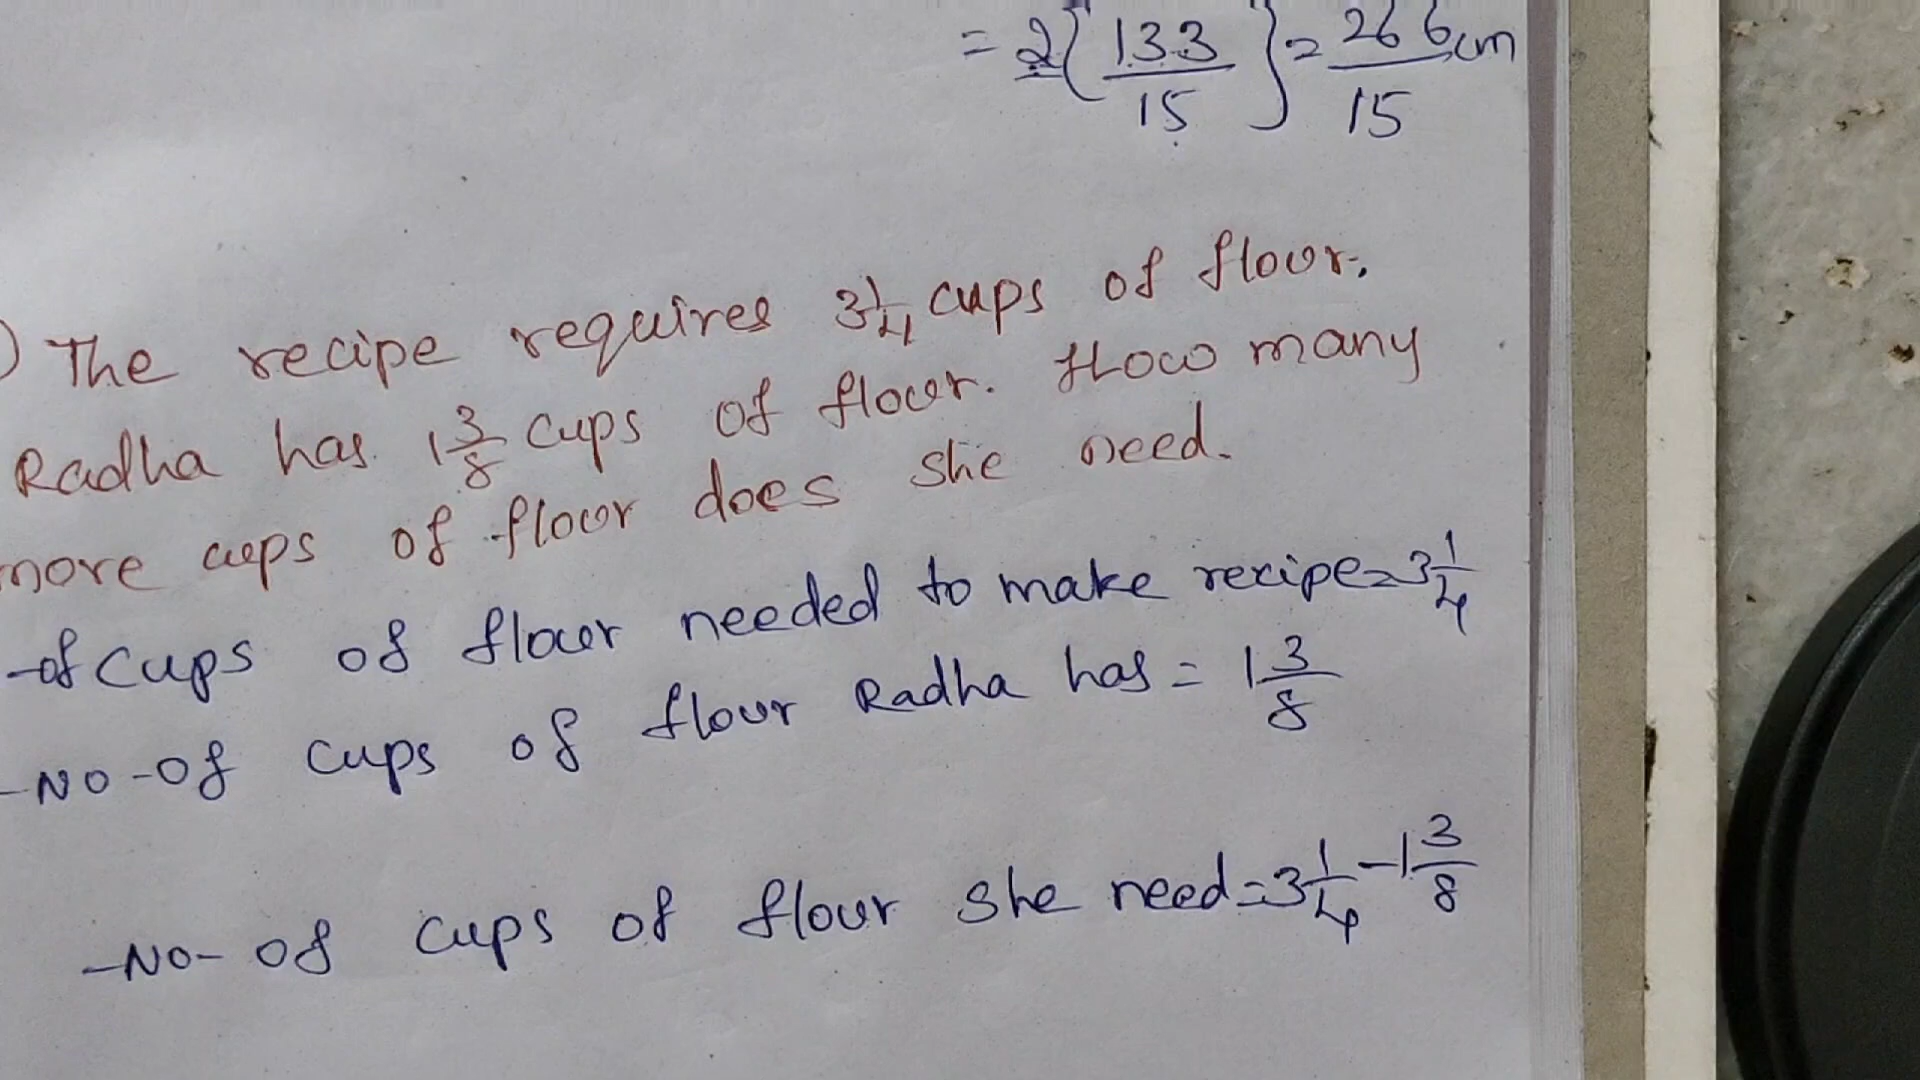 = 2{133/15} = 266/15 cm
) The recipe requires 3 1/4 cups of flour.
Radha has 1 3/8 cups of flour. How many
more cups of flour does she need.
-of cups of flour needed to make recipe = 3 1/4
-No-of cups of flour Radha has = 1 3/8
-No-of cups of flour she need = 3 1/4 - 1 3/8